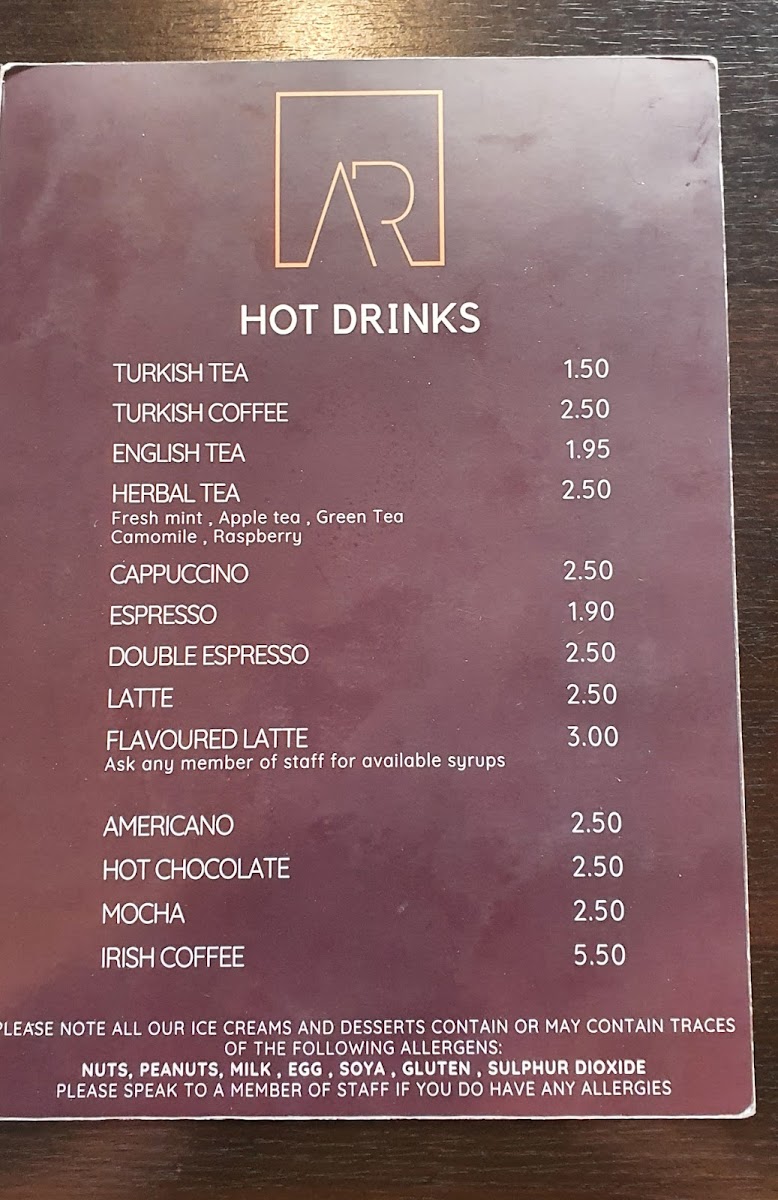 AR
HOT DRINKS
TURKISH TEA 1.50
TURKISH COFFEE 2.50
ENGLISH TEA 1.95
HERBAL TEA 2.50
Fresh mint , Apple tea , Green Tea
Camomile , Raspberry
CAPPUCCINO 2.50
ESPRESSO 1.90
DOUBLE ESPRESSO 2.50
LATTE 2.50
FLAVOURED LATTE 3.00
Ask any member of staff for available syrups
AMERICANO 2.50
HOT CHOCOLATE 2.50
MOCHA 2.50
IRISH COFFEE 5.50
PLEASE NOTE ALL OUR ICE CREAMS AND DESSERTS CONTAIN OR MAY CONTAIN TRACES
OF THE FOLLOWING ALLERGENS:
NUTS, PEANUTS, MILK , EGG , SOYA , GLUTEN , SULPHUR DIOXIDE
PLEASE SPEAK TO A MEMBER OF STAFF IF YOU DO HAVE ANY ALLERGIES